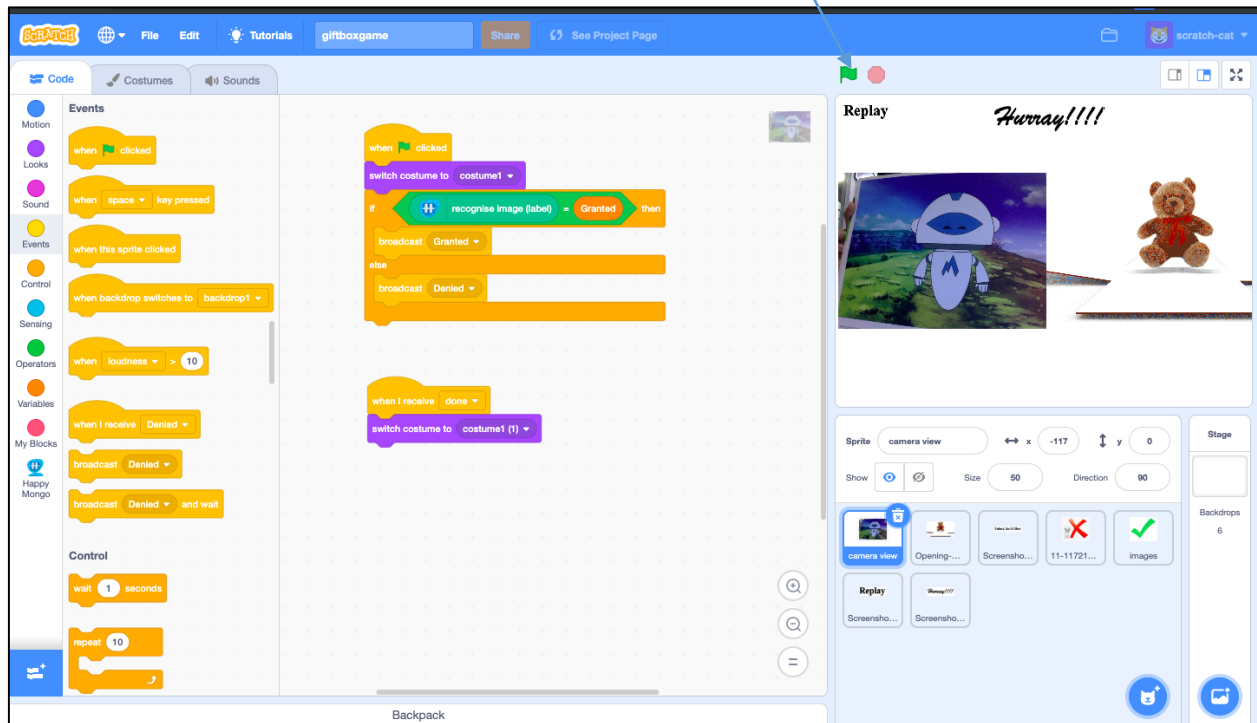 SCRATCH File Edit Tutorials giftboxgame Share See Project Page scratch-cat
Code Costumes Sounds
Motion
Looks
Sound
Events
Control
Sensing
Operators
Variables
My Blocks
Happy
Mongo
Events
when clicked
when space key pressed
when this sprite clicked
when backdrop switches to backdrop1
when loudness > 10
when I receive Denied
broadcast Denied
broadcast Denied and wait
Control
wait 1 seconds
repeat 10
when clicked
switch costume to costume1
if recognise image (label) = Granted then
broadcast Granted
else
broadcast Denied
when I receive done
switch costume to costume1 (1)
Backpack
Replay Hurray!!!!
Sprite camera view x -117 y 0
Show Size 50 Direction 90
camera view
Opening-...
Screensho...
11-11721...
images
Replay
Screensho...
Hurray!!!!
Screensho...
Stage
Backdrops
6